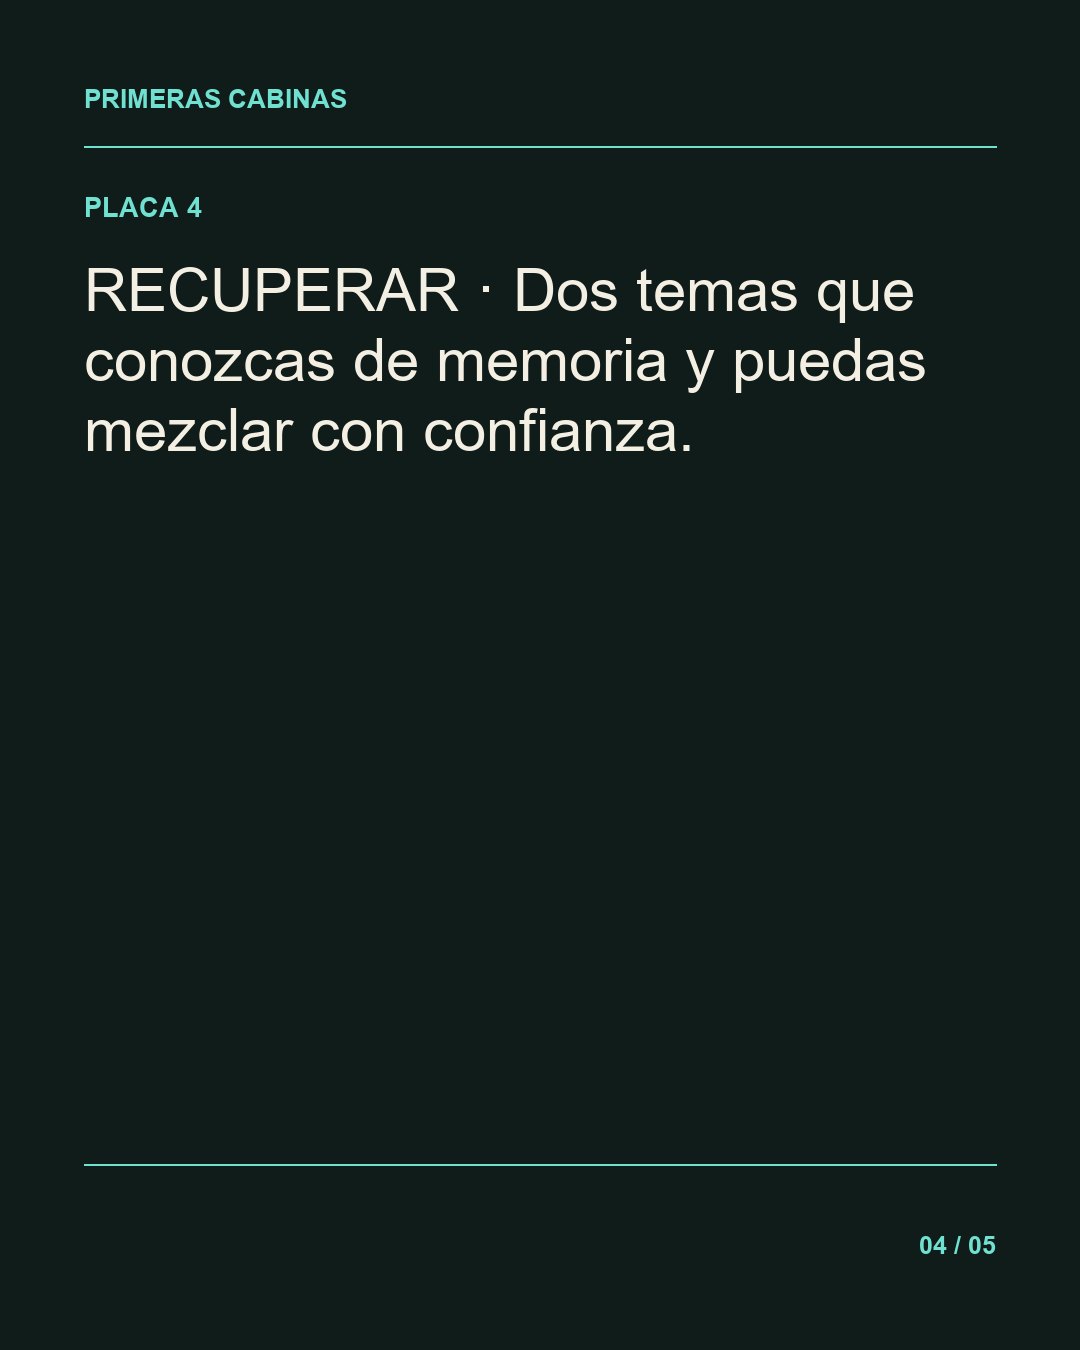 PRIMERAS CABINAS
PLACA 4
RECUPERAR · Dos temas que
conozcas de memoria y puedas
mezclar con confianza.
04 / 05